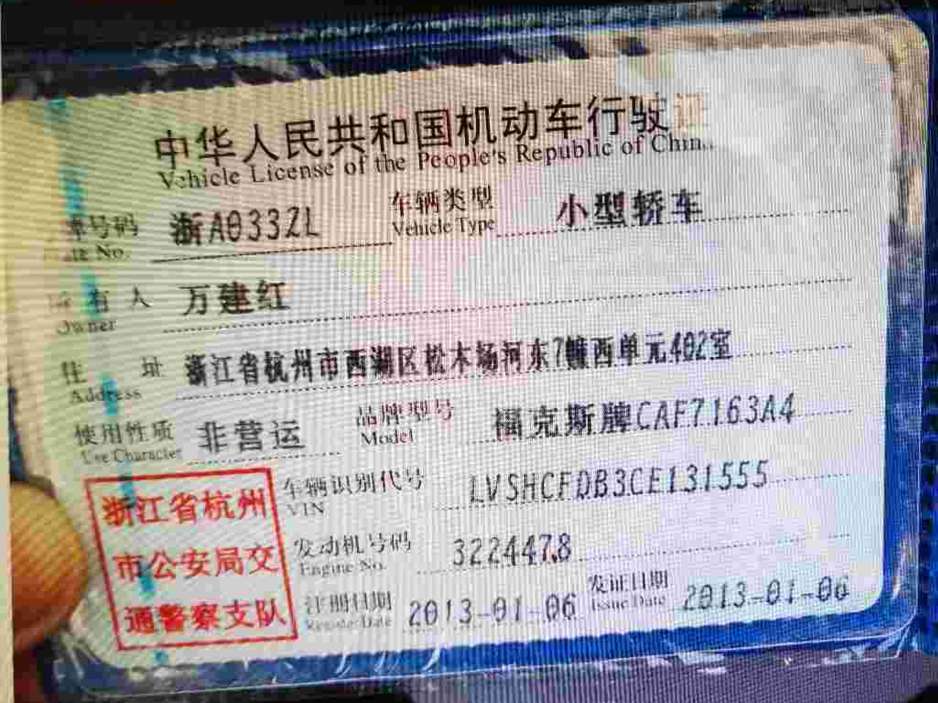 中华人民共和国机动车行驶证
Vehicle License of the People's Republic of Chin
号码 浙A0332L 车辆类型 小型轿车
No. Vehicle Type
有人 万建红
Owner
住址 浙江省杭州市西湖区松木场河东7幢西单元402室
Address
使用性质 非营运 品牌型号 福克斯牌CAF7163A4
Use Character Model
浙江省杭州
市公安局交
通警察支队
车辆识别代号 LVSHCFDB3CE131555
VIN
发动机号码 3224478
Engine No.
注册日期 2013-01-06 发证日期 2013-01-06
Register Date Issue Date